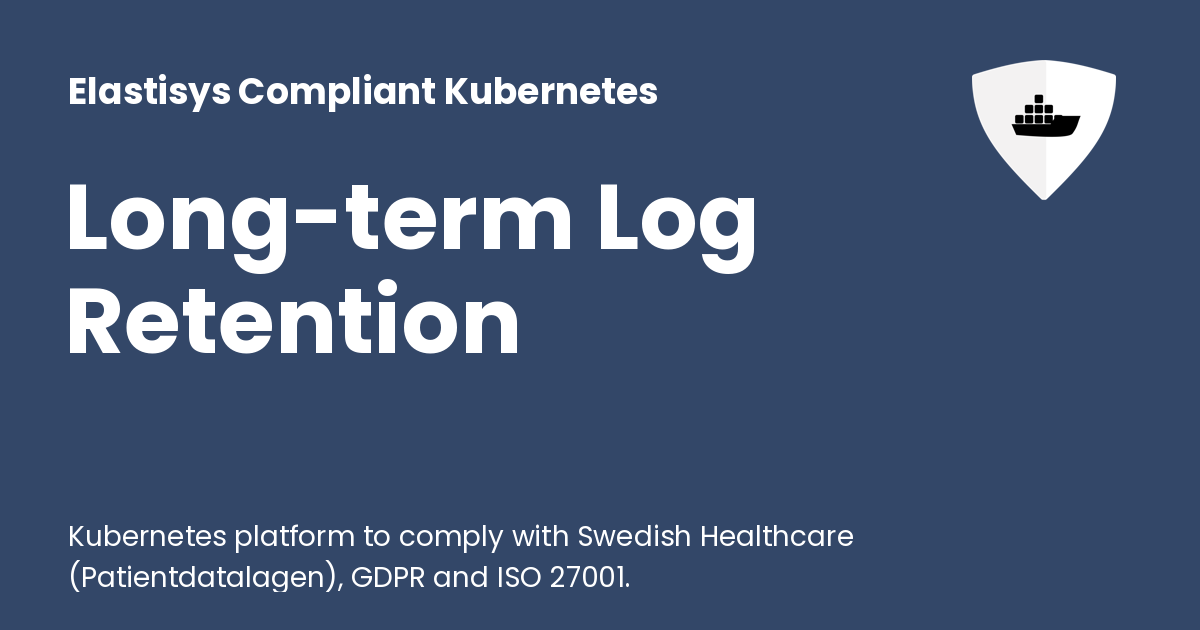 Elastisys Compliant Kubernetes
Long-term Log
Retention
Kubernetes platform to comply with Swedish Healthcare
(Patientdatalagen), GDPR and ISO 27001.